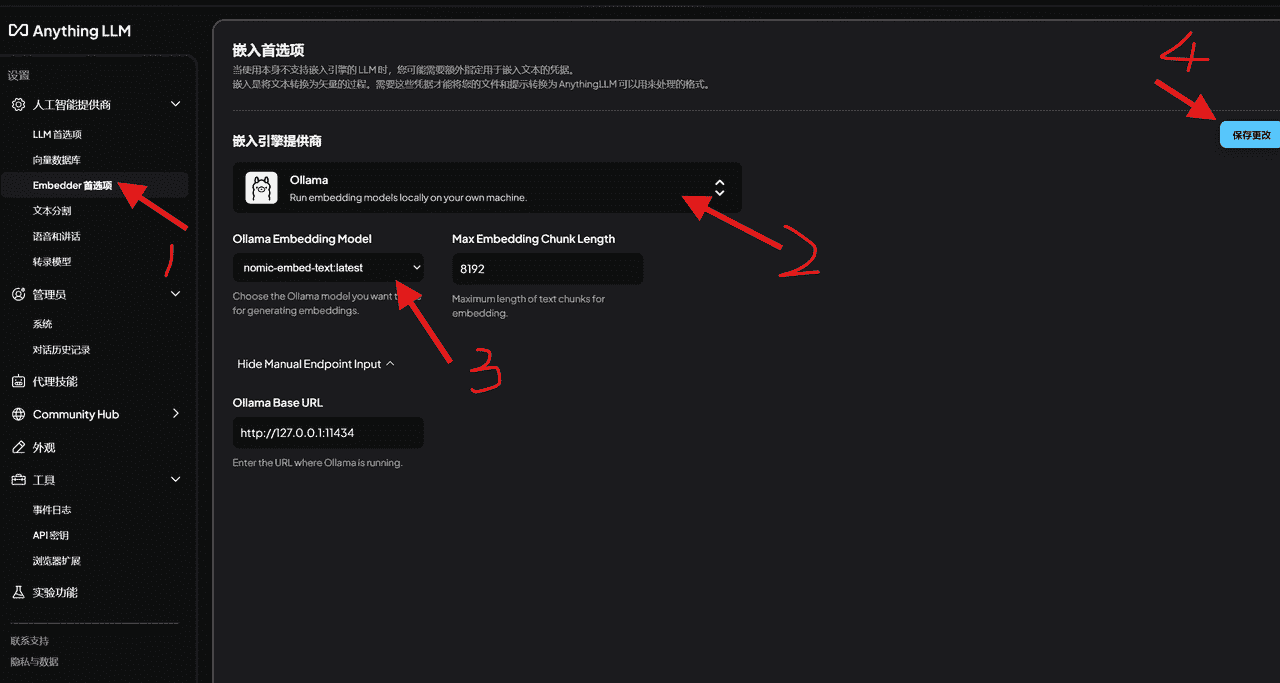 Anything LLM
设置
人工智能提供商
LLM 首选项
向量数据库
Embedder 首选项
文本分割
语音和讲话
转录模型
管理员
系统
对话历史记录
代理技能
Community Hub
外观
工具
事件日志
API 密钥
浏览器扩展
实验功能
联系支持
隐私与数据
嵌入首选项
当使用本身不支持嵌入引擎的 LLM 时，您可能需要额外指定用于嵌入文本的凭据。
嵌入是将文本转换为矢量的过程。需要这些凭据才能将您的文件和提示转换为 AnythingLLM 可以用来处理的格式。
保存更改
嵌入引擎提供商
Ollama
Run embedding models locally on your own machine.
Ollama Embedding Model
nomic-embed-text:latest
Choose the Ollama model you want
for generating embeddings.
Max Embedding Chunk Length
8192
Maximum length of text chunks for
embedding.
Hide Manual Endpoint Input
Ollama Base URL
http://127.0.0.1:11434
Enter the URL where Ollama is running.
1
2
3
4